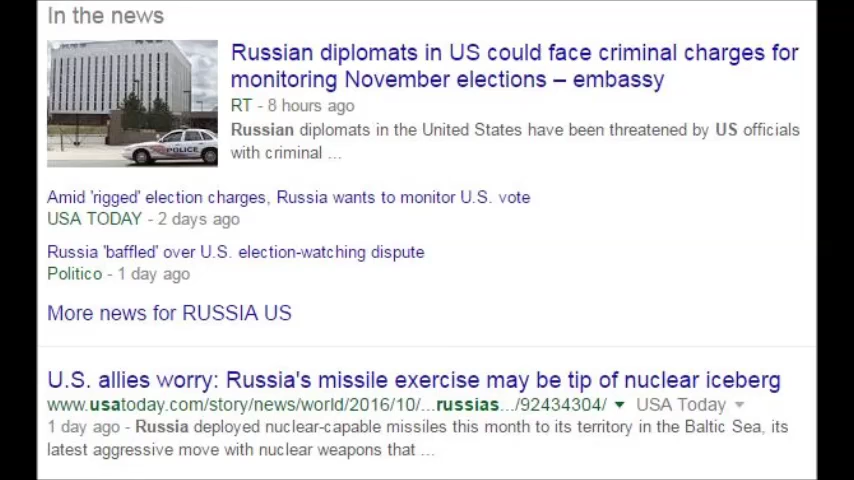 In the news
Russian diplomats in US could face criminal charges for
monitoring November elections – embassy
RT - 8 hours ago
Russian diplomats in the United States have been threatened by US officials
with criminal ...
POLICE
Amid 'rigged' election charges, Russia wants to monitor U.S. vote
USA TODAY - 2 days ago
Russia 'baffled' over U.S. election-watching dispute
Politico - 1 day ago
More news for RUSSIA US
U.S. allies worry: Russia's missile exercise may be tip of nuclear iceberg
www.usatoday.com/story/news/world/2016/10/...russias.../92434304/ ▼ USA Today ▼
1 day ago - Russia deployed nuclear-capable missiles this month to its territory in the Baltic Sea, its
latest aggressive move with nuclear weapons that ...